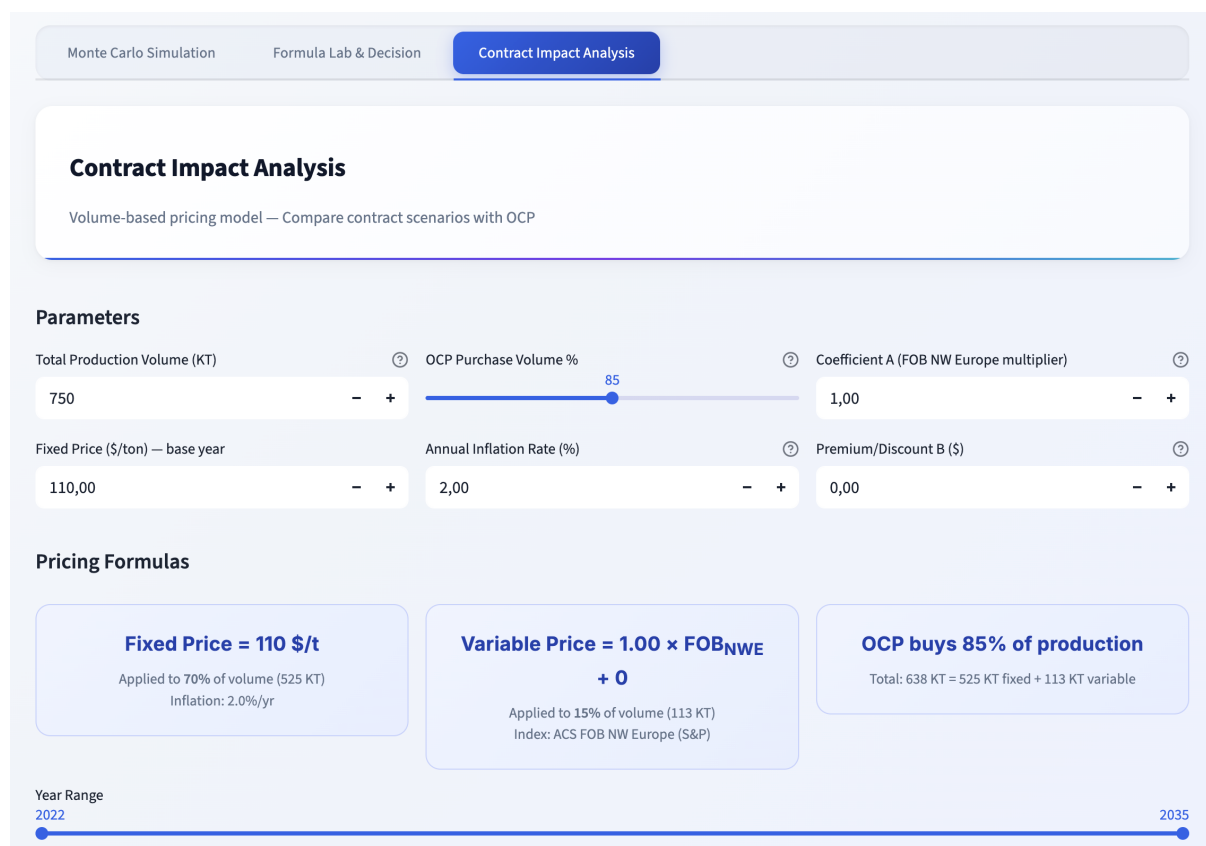 Monte Carlo Simulation
Formula Lab & Decision
Contract Impact Analysis
Contract Impact Analysis
Volume-based pricing model — Compare contract scenarios with OCP
Parameters
Total Production Volume (KT)
?
750
−
+
OCP Purchase Volume %
?
85
Coefficient A (FOB NW Europe multiplier)
?
1,00
−
+
Fixed Price ($/ton) — base year
110,00
−
+
Annual Inflation Rate (%)
?
2,00
−
+
Premium/Discount B ($)
?
0,00
−
+
Pricing Formulas
Fixed Price = 110 $/t
Applied to 70% of volume (525 KT)
Inflation: 2.0%/yr
Variable Price = 1.00 × FOBNWE
+ 0
Applied to 15% of volume (113 KT)
Index: ACS FOB NW Europe (S&P)
OCP buys 85% of production
Total: 638 KT = 525 KT fixed + 113 KT variable
Year Range
2022
2035